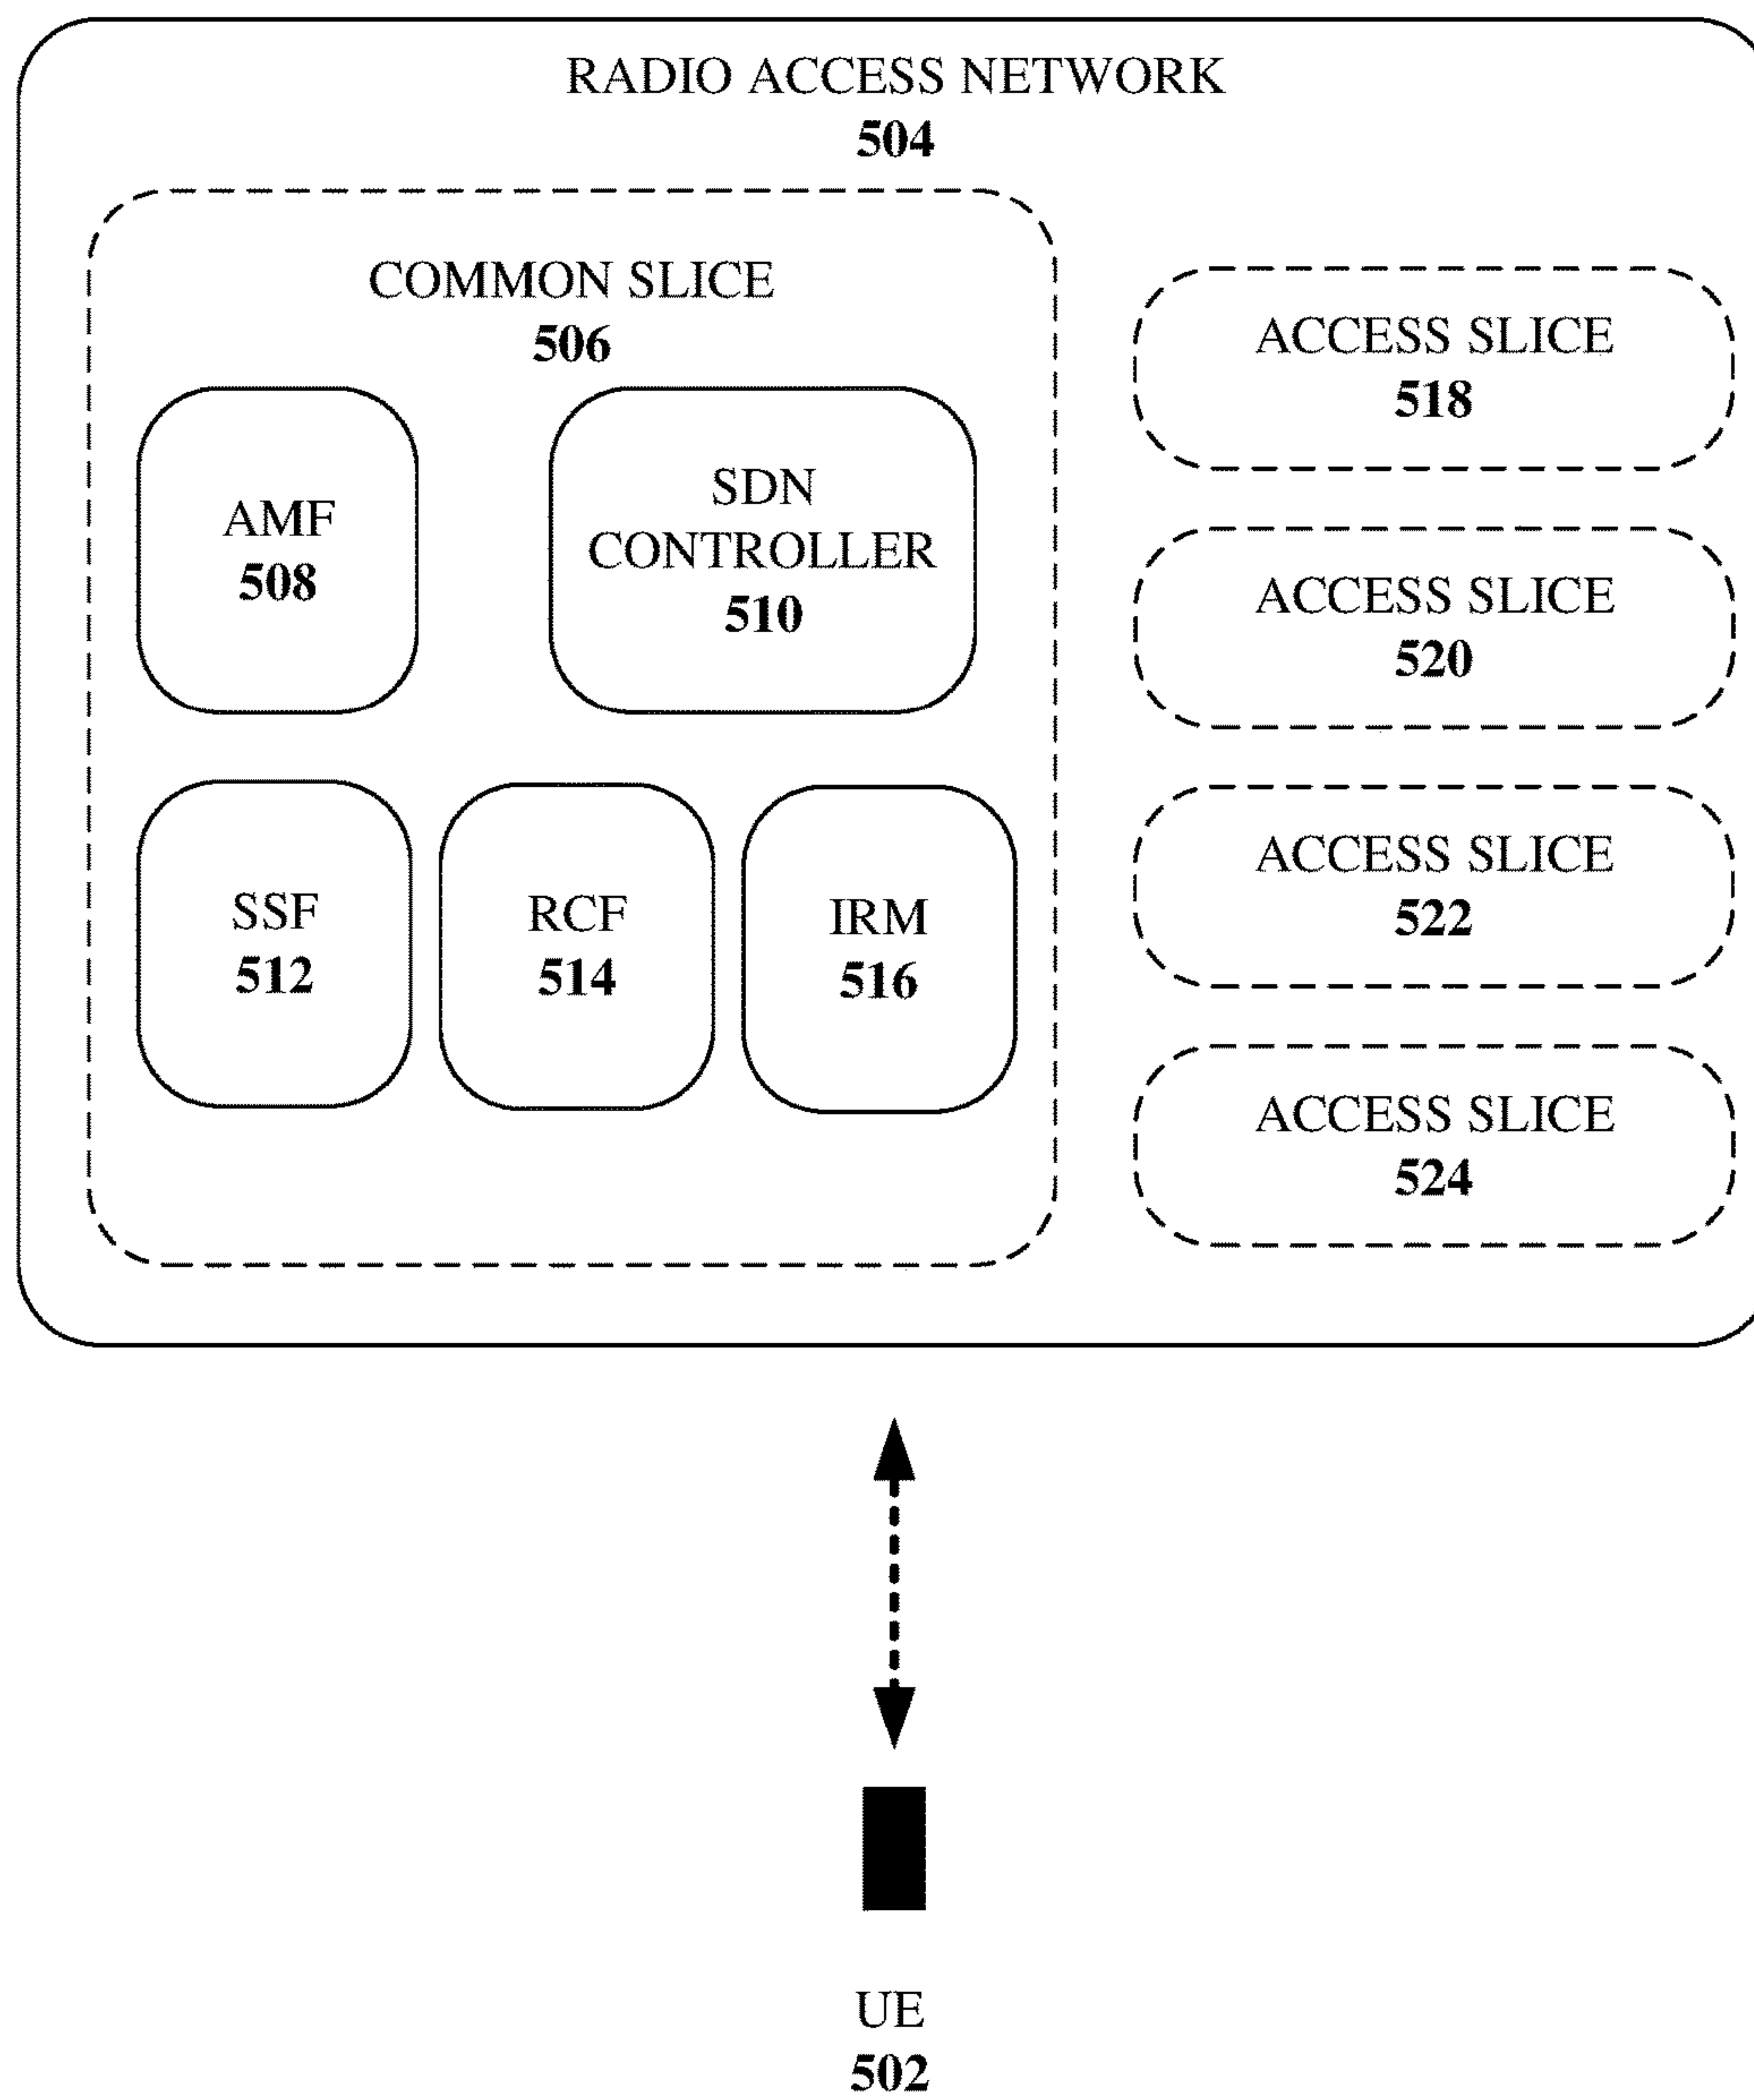 RADIO ACCESS NETWORK
504
COMMON SLICE
506
AMF
508
SDN
CONTROLLER
510
SSF
512
RCF
514
IRM
516
ACCESS SLICE
518
ACCESS SLICE
520
ACCESS SLICE
522
ACCESS SLICE
524
UE
502